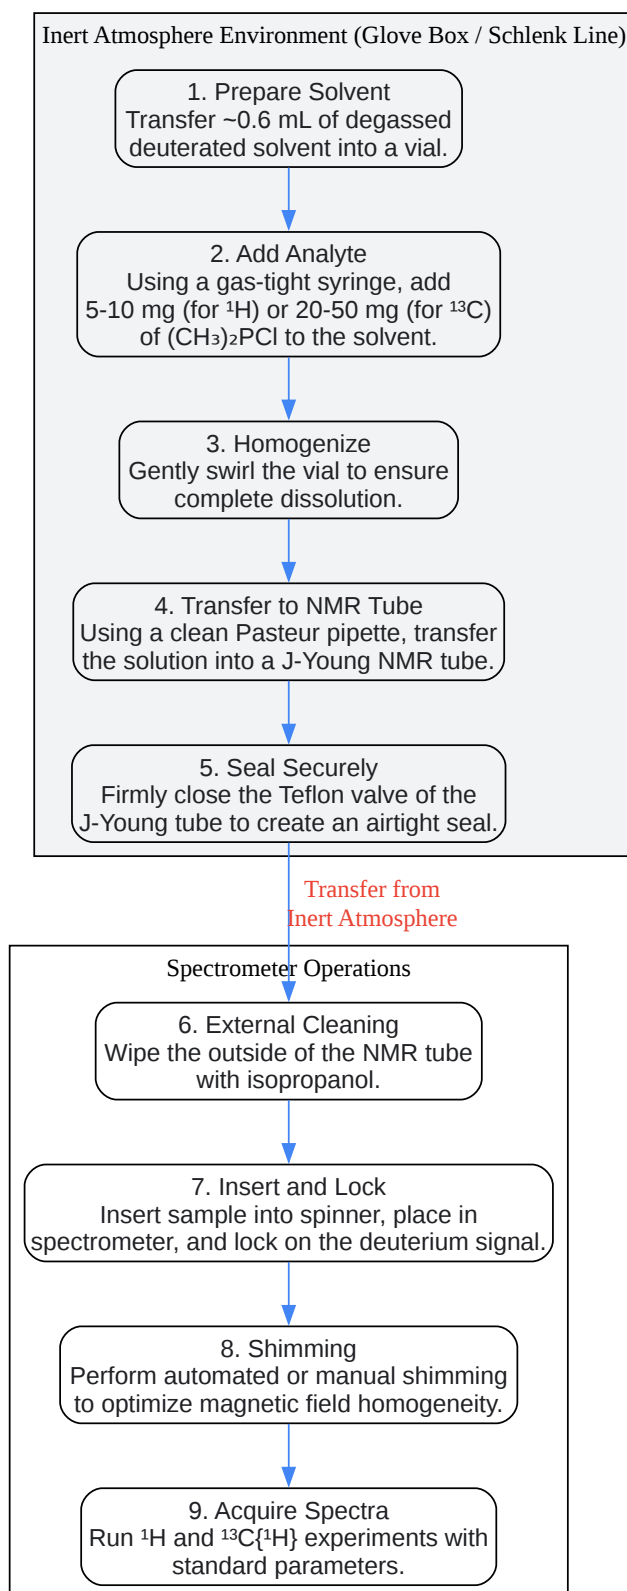 Inert Atmosphere Environment (Glove Box / Schlenk Line)
1. Prepare Solvent
Transfer ~0.6 mL of degassed
deuterated solvent into a vial.
2. Add Analyte
Using a gas-tight syringe, add
5-10 mg (for ¹H) or 20-50 mg (for ¹³C)
of (CH₃)₂PCl to the solvent.
3. Homogenize
Gently swirl the vial to ensure
complete dissolution.
4. Transfer to NMR Tube
Using a clean Pasteur pipette, transfer
the solution into a J-Young NMR tube.
5. Seal Securely
Firmly close the Teflon valve of the
J-Young tube to create an airtight seal.
Transfer from
Inert Atmosphere
Spectrometer Operations
6. External Cleaning
Wipe the outside of the NMR tube
with isopropanol.
7. Insert and Lock
Insert sample into spinner, place in
spectrometer, and lock on the deuterium signal.
8. Shimming
Perform automated or manual shimming
to optimize magnetic field homogeneity.
9. Acquire Spectra
Run ¹H and ¹³C{¹H} experiments with
standard parameters.